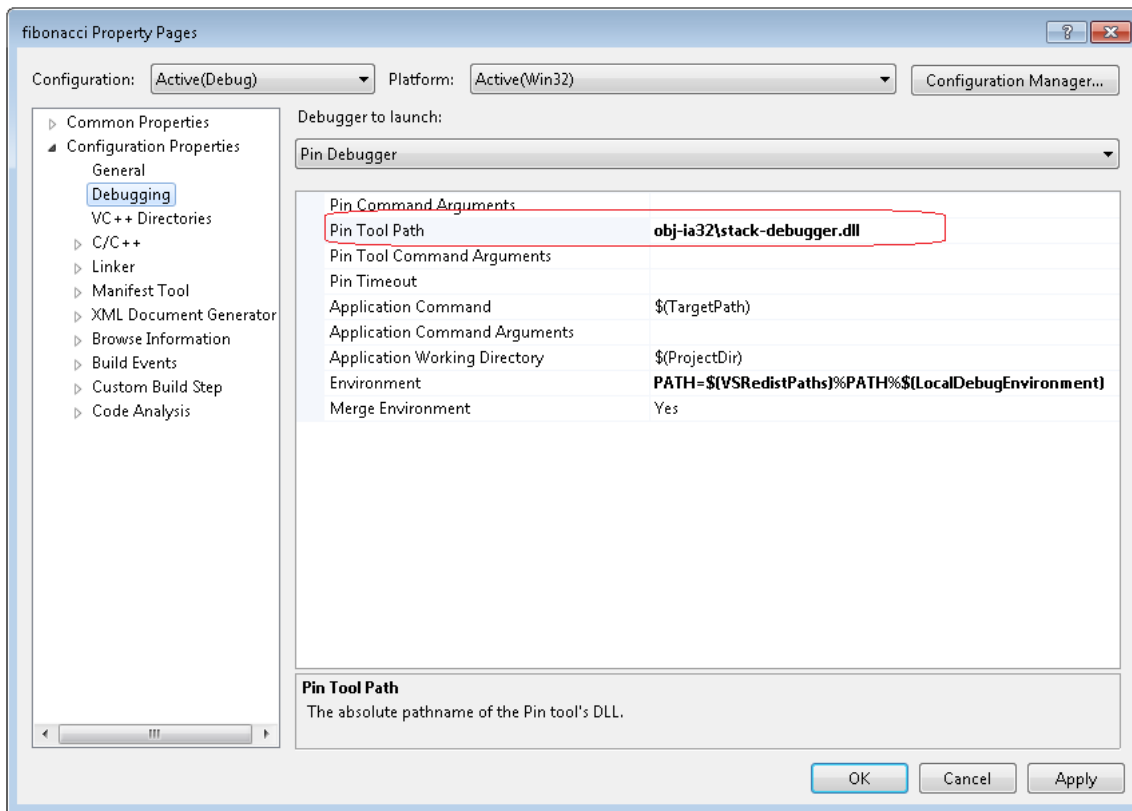 fibonacci Property Pages
Configuration: Active(Debug) Platform: Active(Win32) Configuration Manager...
Common Properties
Configuration Properties
General
Debugging
VC++ Directories
C/C++
Linker
Manifest Tool
XML Document Generator
Browse Information
Build Events
Custom Build Step
Code Analysis
Debugger to launch:
Pin Debugger
Pin Command Arguments
Pin Tool Path obj-ia32\stack-debugger.dll
Pin Tool Command Arguments
Pin Timeout
Application Command $(TargetPath)
Application Command Arguments
Application Working Directory $(ProjectDir)
Environment PATH=$(VSRedistPaths)%PATH%$(LocalDebugEnvironment)
Merge Environment Yes
Pin Tool Path
The absolute pathname of the Pin tool's DLL.
OK Cancel Apply